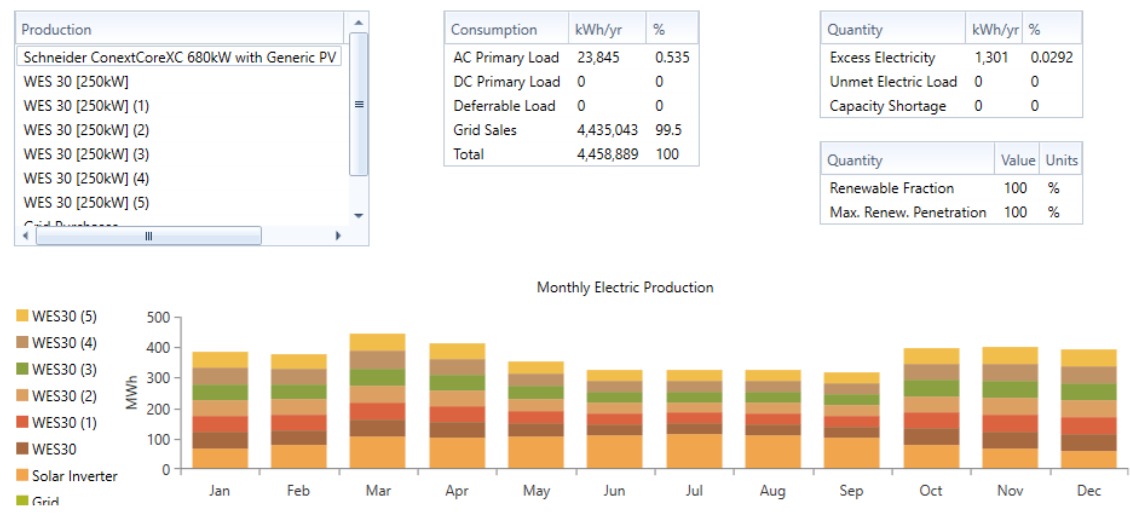 Production
Schneider ConextCoreXC 680kW with Generic PV
WES 30 [250kW]
WES 30 [250kW] (1)
WES 30 [250kW] (2)
WES 30 [250kW] (3)
WES 30 [250kW] (4)
WES 30 [250kW] (5)
Grid Purchases
Consumption kWh/yr %
AC Primary Load 23,845 0.535
DC Primary Load 0 0
Deferrable Load 0 0
Grid Sales 4,435,043 99.5
Total 4,458,889 100
Quantity kWh/yr %
Excess Electricity 1,301 0.0292
Unmet Electric Load 0 0
Capacity Shortage 0 0
Quantity Value Units
Renewable Fraction 100 %
Max. Renew. Penetration 100 %
Monthly Electric Production
WES30 (5)
WES30 (4)
WES30 (3)
WES30 (2)
WES30 (1)
WES30
Solar Inverter
Grid
MWh
500
400
300
200
100
0
Jan Feb Mar Apr May Jun Jul Aug Sep Oct Nov Dec